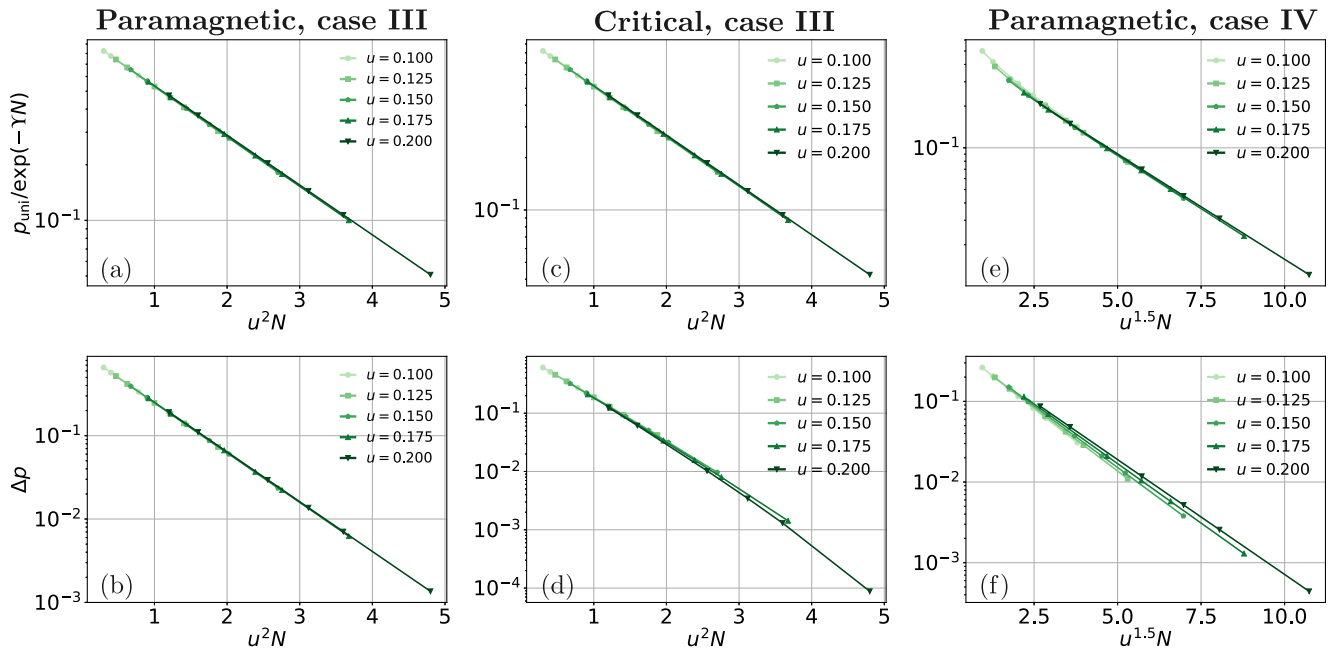 Paramagnetic, case III
Critical, case III
Paramagnetic, case IV
p_uni/exp(−ΥN)
10^−1
(a)
u = 0.100
u = 0.125
u = 0.150
u = 0.175
u = 0.200
1 2 3 4 5
u^2N
10^−1
(c)
u = 0.100
u = 0.125
u = 0.150
u = 0.175
u = 0.200
1 2 3 4 5
u^2N
10^−1
(e)
u = 0.100
u = 0.125
u = 0.150
u = 0.175
u = 0.200
2.5 5.0 7.5 10.0
u^1.5N
Δp
10^−1
10^−2
10^−3
(b)
u = 0.100
u = 0.125
u = 0.150
u = 0.175
u = 0.200
1 2 3 4 5
u^2N
10^−1
10^−2
10^−3
10^−4
(d)
u = 0.100
u = 0.125
u = 0.150
u = 0.175
u = 0.200
1 2 3 4 5
u^2N
10^−1
10^−2
10^−3
(f)
u = 0.100
u = 0.125
u = 0.150
u = 0.175
u = 0.200
2.5 5.0 7.5 10.0
u^1.5N